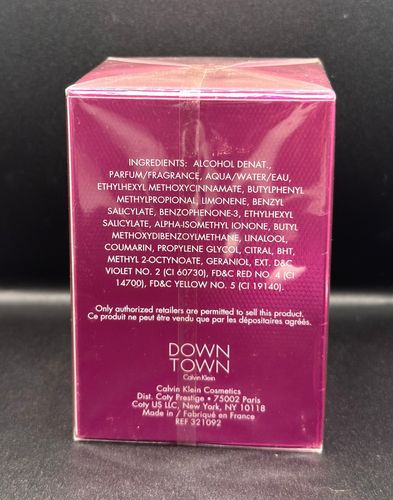 INGREDIENTS: ALCOHOL DENAT.,
PARFUM/FRAGRANCE, AQUA/WATER/EAU,
ETHYLHEXYL METHOXYCINNAMATE, BUTYLPHENYL
METHYLPROPIONAL, LIMONENE, BENZYL
SALICYLATE, BENZOPHENONE-3, ETHYLHEXYL
SALICYLATE, ALPHA-ISOMETHYL IONONE, BUTYL
METHOXYDIBENZOYLMETHANE, LINALOOL,
COUMARIN, PROPYLENE GLYCOL, CITRAL, BHT,
METHYL 2-OCTYNOATE, GERANIOL, EXT. D&C
VIOLET NO. 2 (CI 60730), FD&C RED NO. 4 (CI
14700), FD&C YELLOW NO. 5 (CI 19140).
Only authorized retailers are permitted to sell this product.
Ce produit ne peut être vendu que par les dépositaires agréés.
DOWN
TOWN
Calvin Klein
Calvin Klein Cosmetics
Dist. Coty Prestige • 75002 Paris
Coty US LLC, New York, NY 10118
Made in / Fabriqué en France
REF 321092